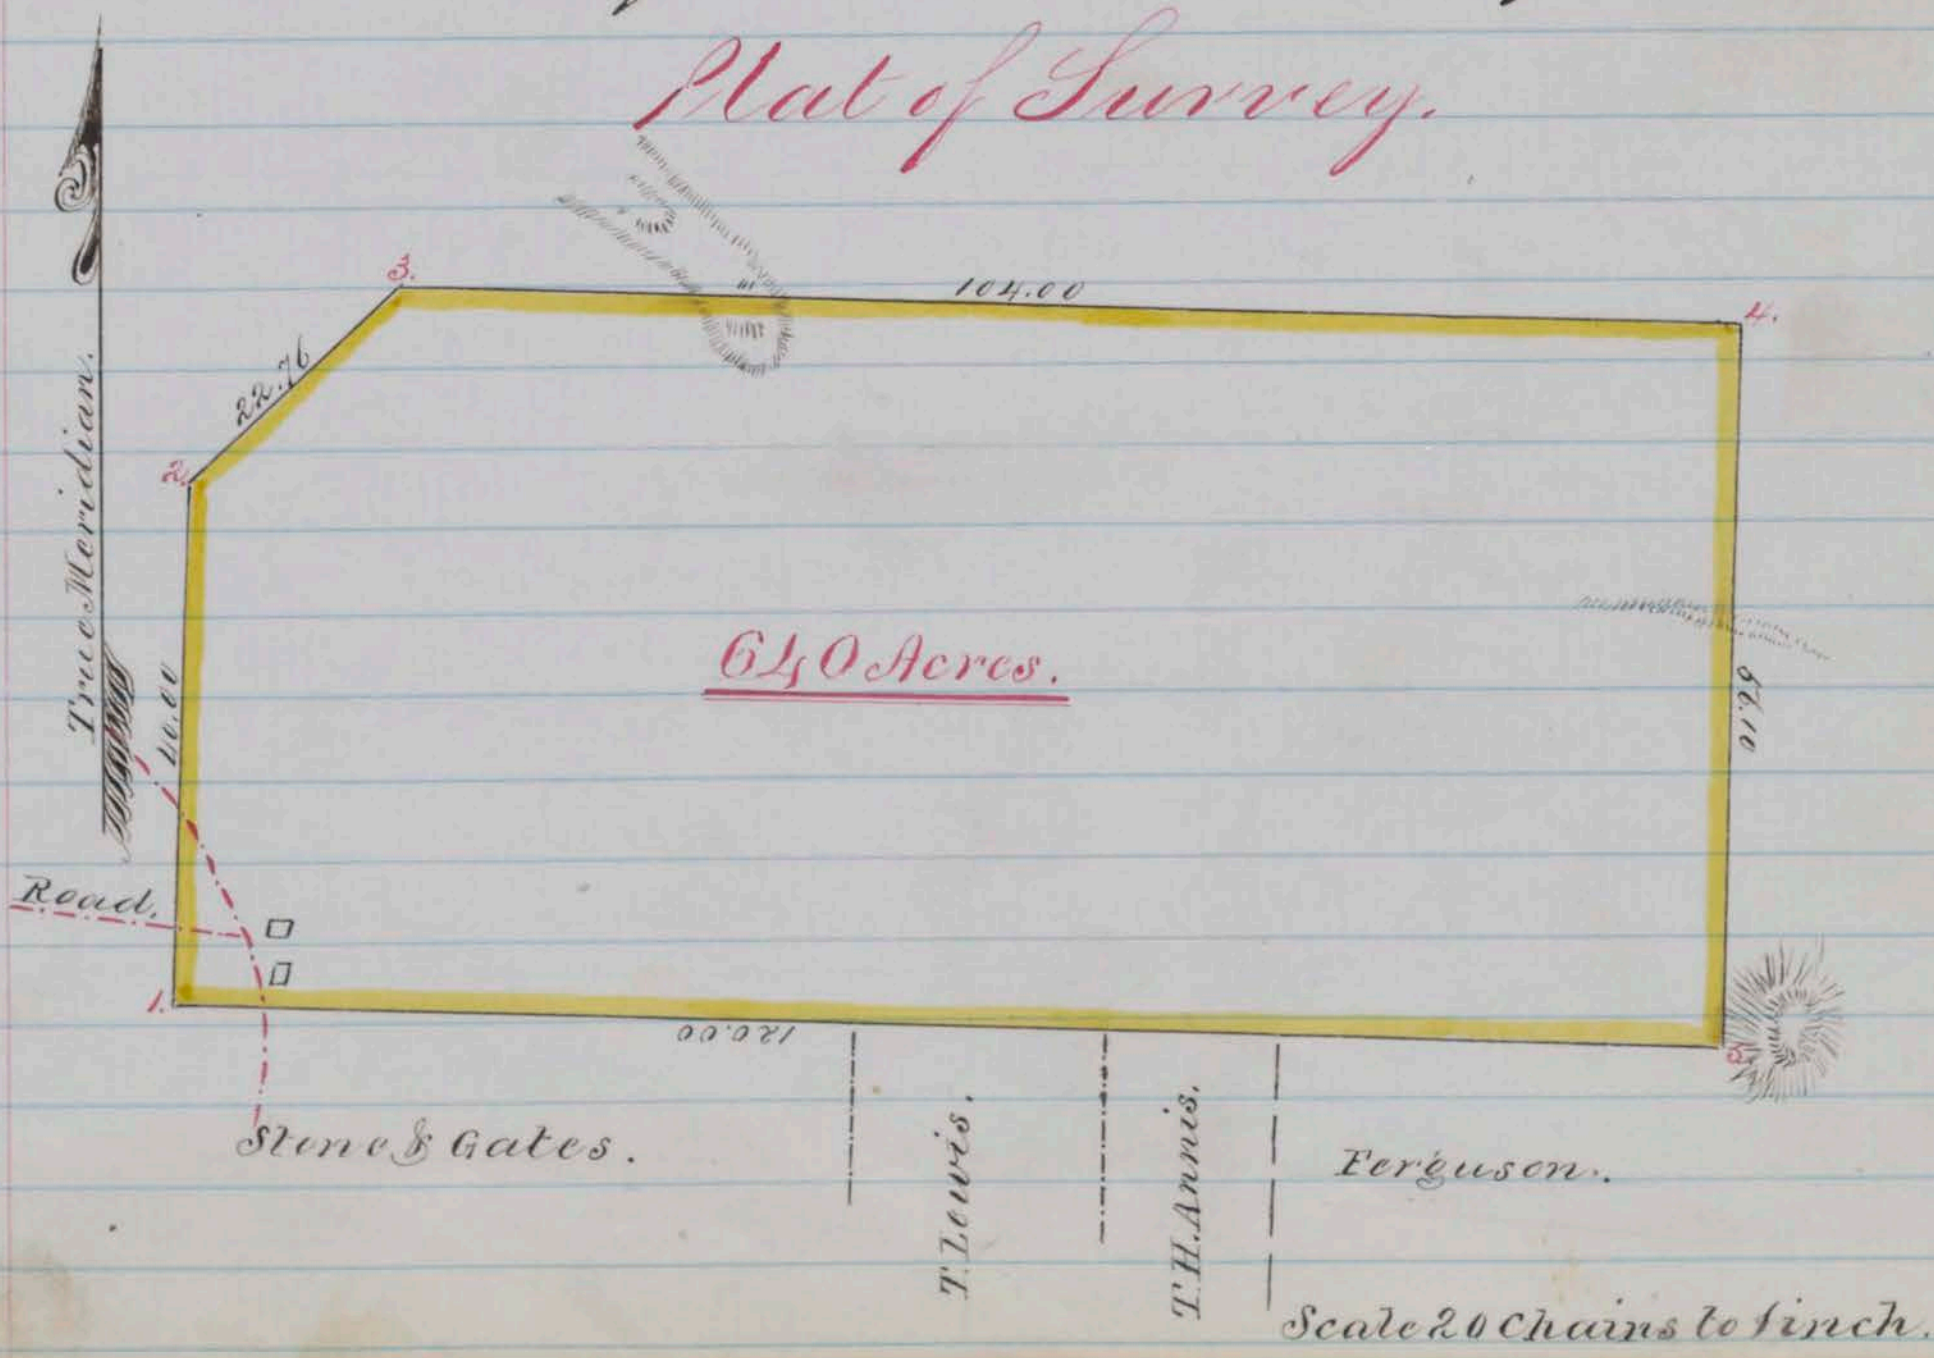 Plat of Survey.
3.
104.00
4.
22.76
2.
True Meridian.
40.00
640 Acres.
56.10
Road.
1.
120.00
5.
Stone & Gates.
T. Lewis.
T. H. Annis.
Ferguson.
Scale 20 Chains to 1 inch.